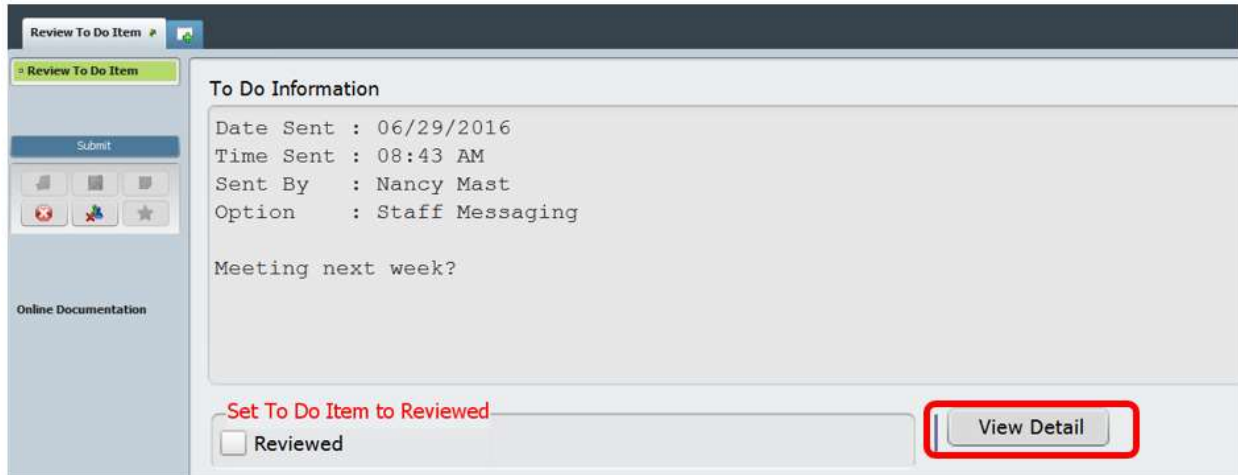 Review To Do Item
Review To Do Item
Submit
Online Documentation
To Do Information
Date Sent : 06/29/2016
Time Sent : 08:43 AM
Sent By : Nancy Mast
Option : Staff Messaging
Meeting next week?
Set To Do Item to Reviewed
Reviewed
View Detail